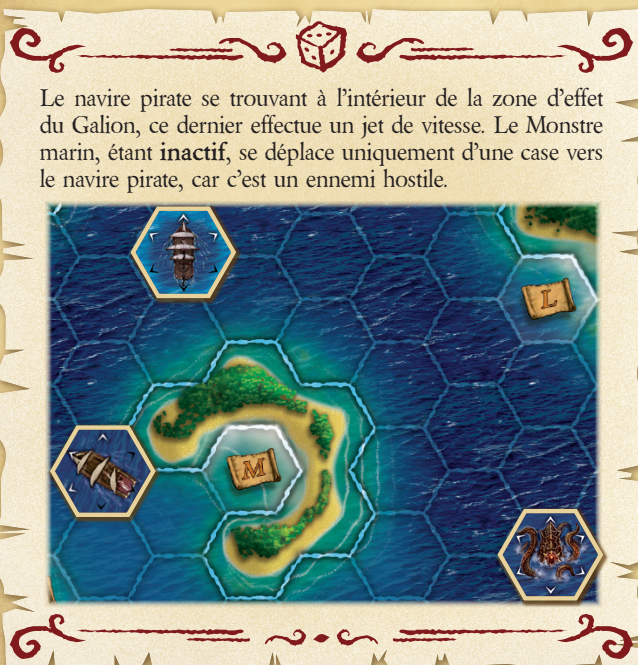 Le navire pirate se trouvant à l’intérieur de la zone d’effet
du Galion, ce dernier effectue un jet de vitesse. Le Monstre
marin, étant inactif, se déplace uniquement d’une case vers
le navire pirate, car c’est un ennemi hostile.
L
M